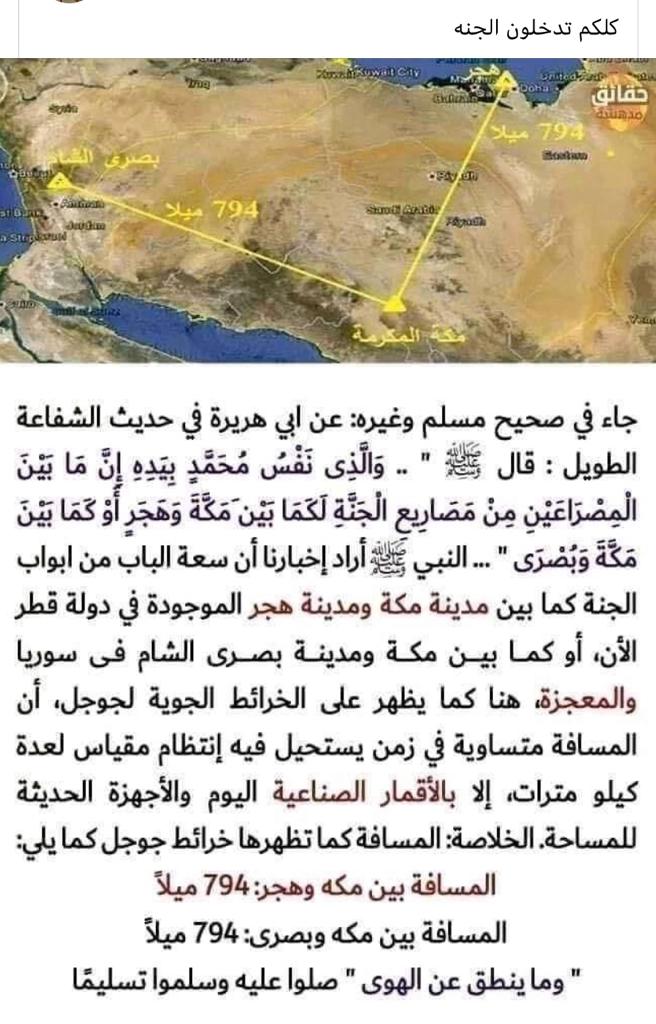 كلكم تدخلون الجنه
Iraq
Kuwait
Kuwait City
Manama
Bahrain
Doha
United Arab
حقائق
مدهشة
Syria
794 ميلا
Eastern
بصرى الشام
Riyadh
Amman
794 ميلا
Saudi Arabia
Riyadh
Jordan
Cairo
مكة المكرمة
جاء في صحيح مسلم وغيره: عن ابي هريرة في حديث الشفاعة
الطويل : قال ﷺ " .. وَالَّذِى نَفْسُ مُحَمَّدٍ بِيَدِهِ إِنَّ مَا بَيْنَ
الْمِصْرَاعَيْنِ مِنْ مَصَارِيعِ الْجَنَّةِ لَكَمَا بَيْنَ مَكَّةَ وَهَجَرٍ أَوْ كَمَا بَيْنَ
مَكَّةَ وَبُصْرَى " ... النبي ﷺ أراد إخبارنا أن سعة الباب من ابواب
الجنة كما بين مدينة مكة ومدينة هجر الموجودة في دولة قطر
الأن، أو كما بين مكة ومدينة بصرى الشام فى سوريا
والمعجزة، هنا كما يظهر على الخرائط الجوية لجوجل، أن
المسافة متساوية في زمن يستحيل فيه إنتظام مقياس لعدة
كيلو مترات، إلا بالأقمار الصناعية اليوم والأجهزة الحديثة
للمساحة. الخلاصة: المسافة كما تظهرها خرائط جوجل كما يلي:
المسافة بين مكه وهجر: 794 ميلاً
المسافة بين مكه وبصرى: 794 ميلاً
" وما ينطق عن الهوى " صلوا عليه وسلموا تسليمًا